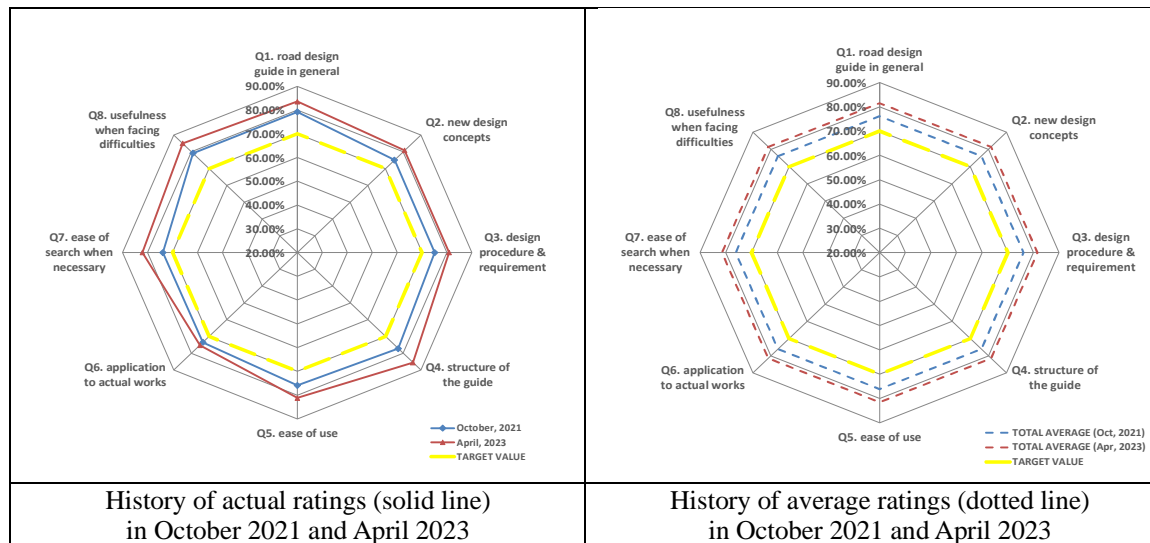 Q1. road design
guide in general
90.00%
80.00%
70.00%
60.00%
50.00%
40.00%
30.00%
20.00%
Q2. new design
concepts
Q3. design
procedure &
requirement
Q4. structure of
the guide
Q5. ease of use
Q6. application
to actual works
Q7. ease of
search when
necessary
Q8. usefulness
when facing
difficulties
October, 2021
April, 2023
TARGET VALUE
History of actual ratings (solid line)
in October 2021 and April 2023
Q1. road design
guide in general
90.00%
80.00%
70.00%
60.00%
50.00%
40.00%
30.00%
20.00%
Q2. new design
concepts
Q3. design
procedure &
requirement
Q4. structure of
the guide
Q5. ease of use
Q6. application
to actual works
Q7. ease of
search when
necessary
Q8. usefulness
when facing
difficulties
TOTAL AVERAGE (Oct, 2021)
TOTAL AVERAGE (Apr, 2023)
TARGET VALUE
History of average ratings (dotted line)
in October 2021 and April 2023